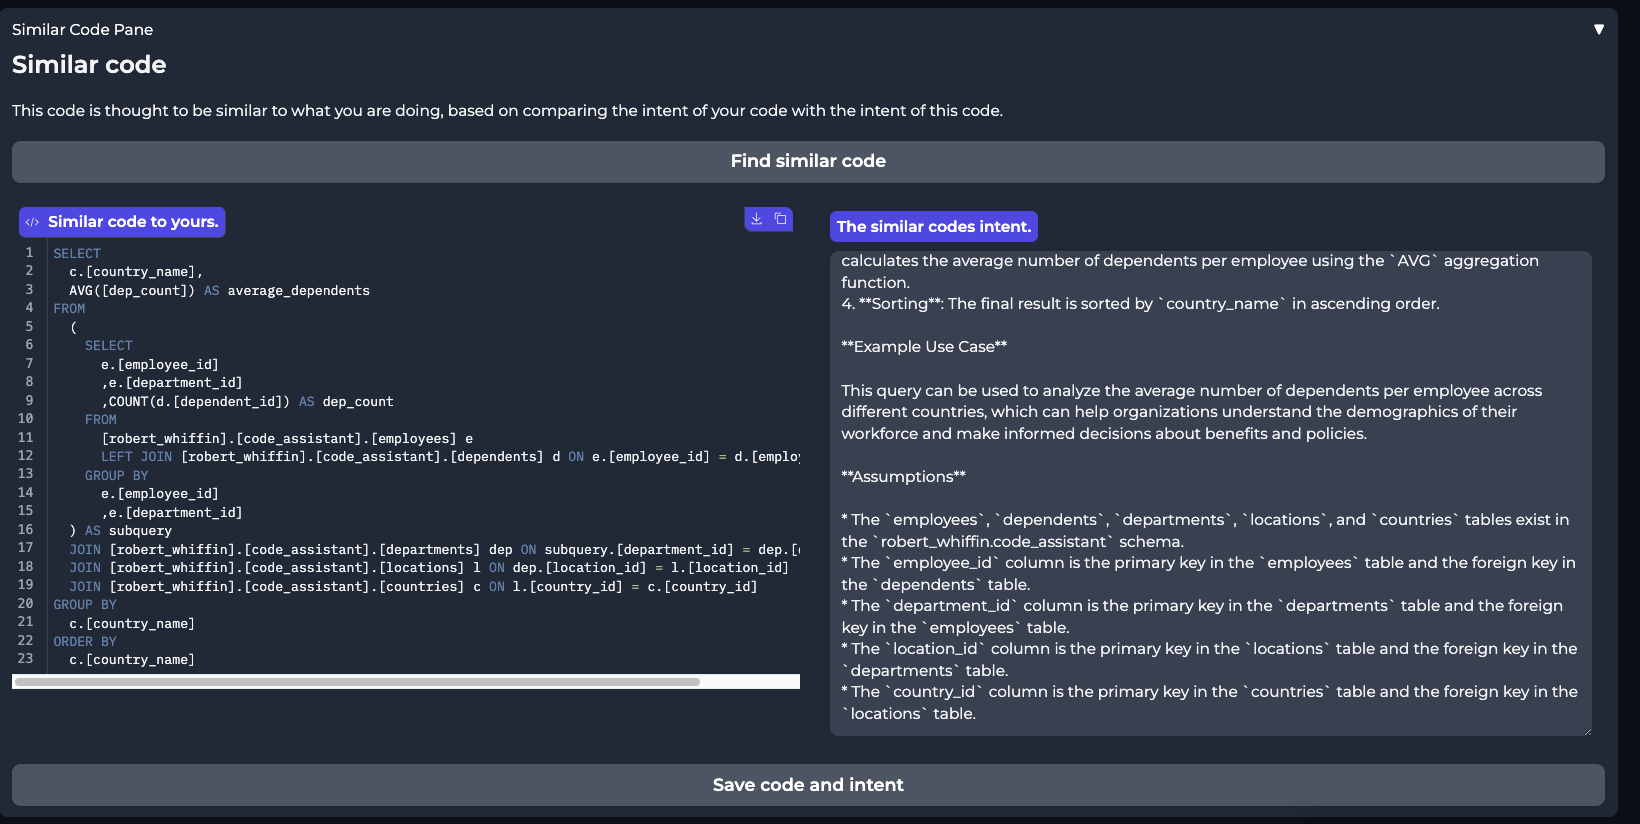 Similar Code Pane
▼
Similar code
This code is thought to be similar to what you are doing, based on comparing the intent of your code with the intent of this code.
Find similar code
</> Similar code to yours.
1 SELECT
2 c.[country_name],
3 AVG([dep_count]) AS average_dependents
4 FROM
5 (
6 SELECT
7 e.[employee_id]
8 ,e.[department_id]
9 ,COUNT(d.[dependent_id]) AS dep_count
10 FROM
11 [robert_whiffin].[code_assistant].[employees] e
12 LEFT JOIN [robert_whiffin].[code_assistant].[dependents] d ON e.[employee_id] = d.[employ
13 GROUP BY
14 e.[employee_id]
15 ,e.[department_id]
16 ) AS subquery
17 JOIN [robert_whiffin].[code_assistant].[departments] dep ON subquery.[department_id] = dep.[
18 JOIN [robert_whiffin].[code_assistant].[locations] l ON dep.[location_id] = l.[location_id]
19 JOIN [robert_whiffin].[code_assistant].[countries] c ON l.[country_id] = c.[country_id]
20 GROUP BY
21 c.[country_name]
22 ORDER BY
23 c.[country_name]
The similar codes intent.
calculates the average number of dependents per employee using the `AVG` aggregation
function.
4. **Sorting**: The final result is sorted by `country_name` in ascending order.
**Example Use Case**
This query can be used to analyze the average number of dependents per employee across
different countries, which can help organizations understand the demographics of their
workforce and make informed decisions about benefits and policies.
**Assumptions**
* The `employees`, `dependents`, `departments`, `locations`, and `countries` tables exist in
the `robert_whiffin.code_assistant` schema.
* The `employee_id` column is the primary key in the `employees` table and the foreign key in
the `dependents` table.
* The `department_id` column is the primary key in the `departments` table and the foreign
key in the `employees` table.
* The `location_id` column is the primary key in the `locations` table and the foreign key in the
`departments` table.
* The `country_id` column is the primary key in the `countries` table and the foreign key in the
`locations` table.
Save code and intent